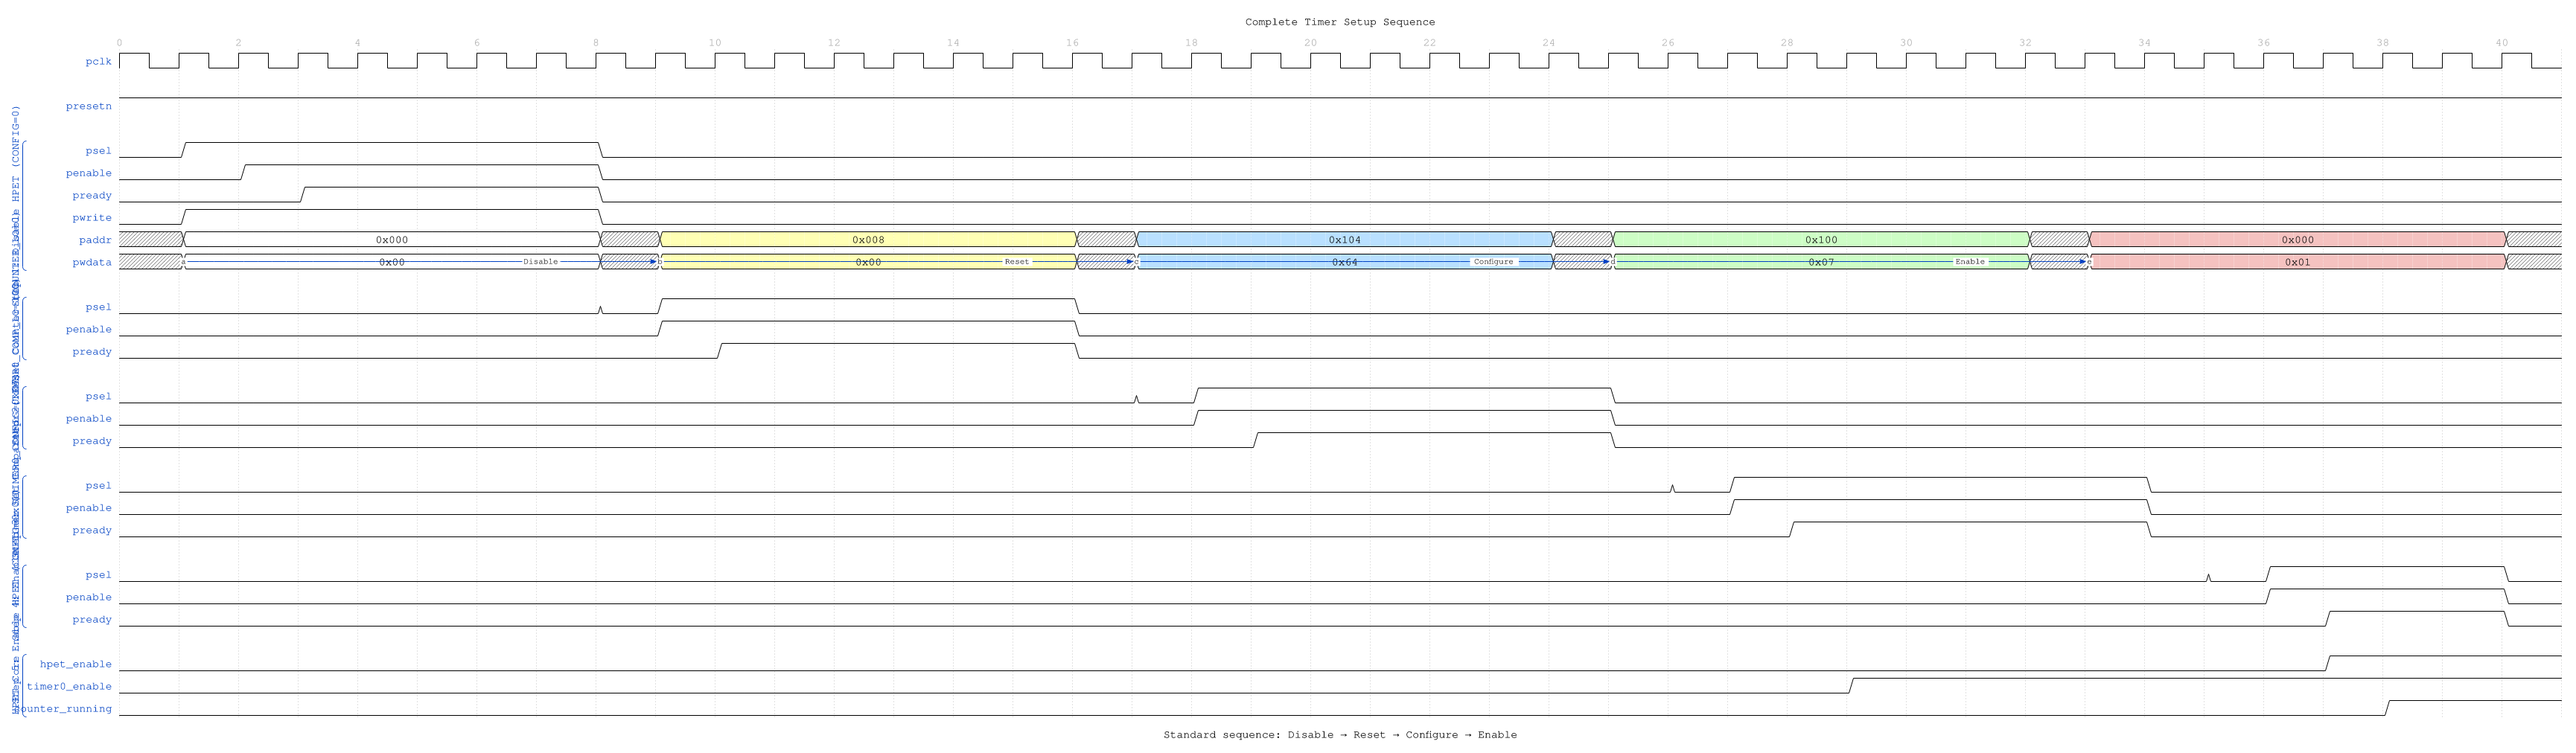 Complete Timer Setup Sequence
0 2 4 6 8 10 12 14 16 18 20 22 24 26 28 30 32 34 36 38 40
pclk
presetn
psel
penable
pready
pwrite
paddr 0x000 0x008 0x104 0x100 0x000
pwdata a 0x00 Disable b 0x00 Reset c 0x64 Configure d 0x07 Enable e 0x01
psel
penable
pready
psel
penable
pready
psel
penable
pready
psel
penable
pready
hpet_enable
timer0_enable
counter_running
Standard sequence: Disable → Reset → Configure → Enable
HPET (CONFIG=0)